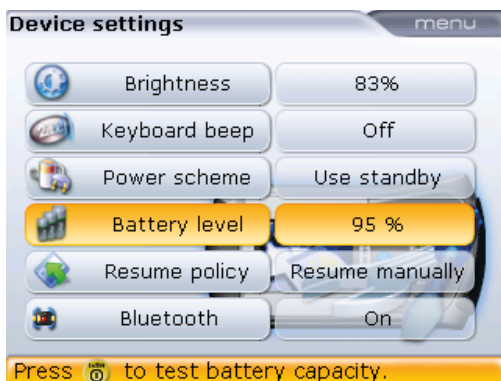 Device settings menu
Brightness 83%
Keyboard beep Off
Power scheme Use standby
Battery level 95 %
Resume policy Resume manually
Bluetooth On
Press 0 to test battery capacity.